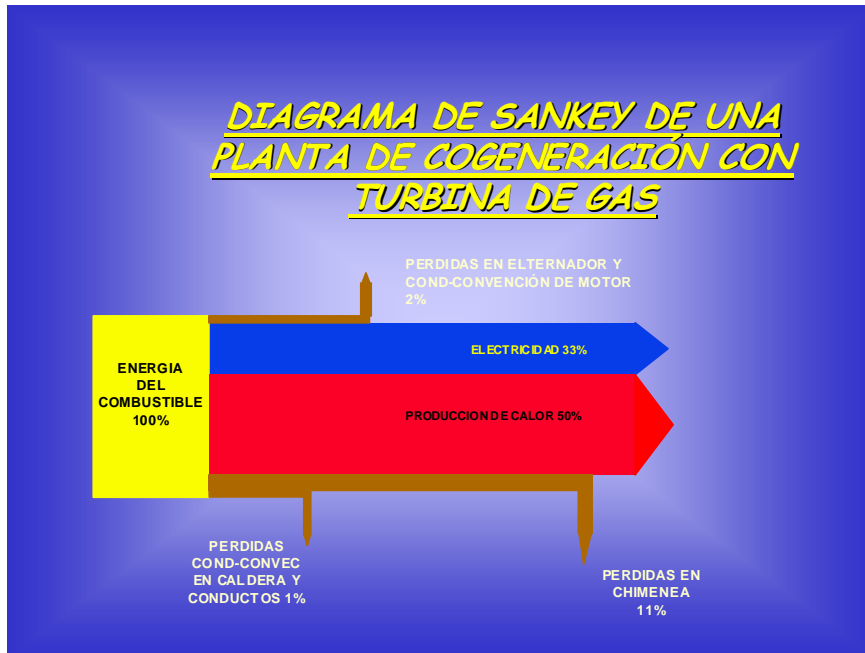 DIAGRAMA DE SANKEY DE UNA
PLANTA DE COGENERACIÓN CON
TURBINA DE GAS
PERDIDAS EN ELTERNADOR Y
COND-CONVENCIÓN DE MOTOR
2%
ELECTRICIDAD 33%
ENERGIA
DEL
COMBUSTIBLE
100%
PRODUCCION DE CALOR 50%
PERDIDAS
COND-CONVEC
EN CALDERA Y
CONDUCTOS 1%
PERDIDAS EN
CHIMENEA
11%